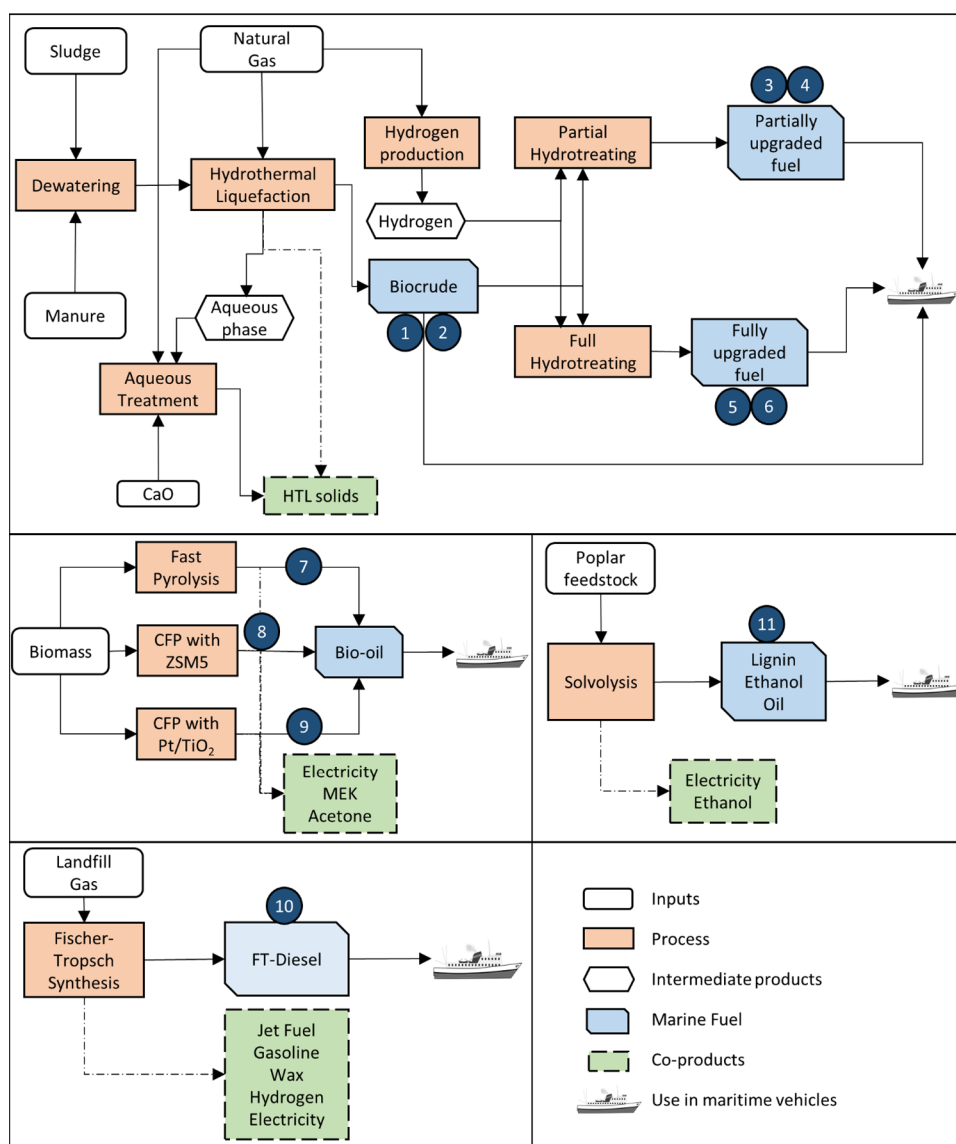 Sludge
Natural
Gas
Hydrogen
production
Partial
Hydrotreating
3
4
Partially
upgraded
fuel
Dewatering
Hydrothermal
Liquefaction
Hydrogen
Manure
Aqueous
phase
Biocrude
1
2
Full
Hydrotreating
Fully
upgraded
fuel
5
6
Aqueous
Treatment
CaO
HTL solids
Fast
Pyrolysis
7
Biomass
CFP with
ZSM5
8
Bio-oil
CFP with
Pt/TiO₂
9
Electricity
MEK
Acetone
Poplar
feedstock
Solvolysis
11
Lignin
Ethanol
Oil
Electricity
Ethanol
Landfill
Gas
Fischer-
Tropsch
Synthesis
10
FT-Diesel
Jet Fuel
Gasoline
Wax
Hydrogen
Electricity
Inputs
Process
Intermediate products
Marine Fuel
Co-products
Use in maritime vehicles